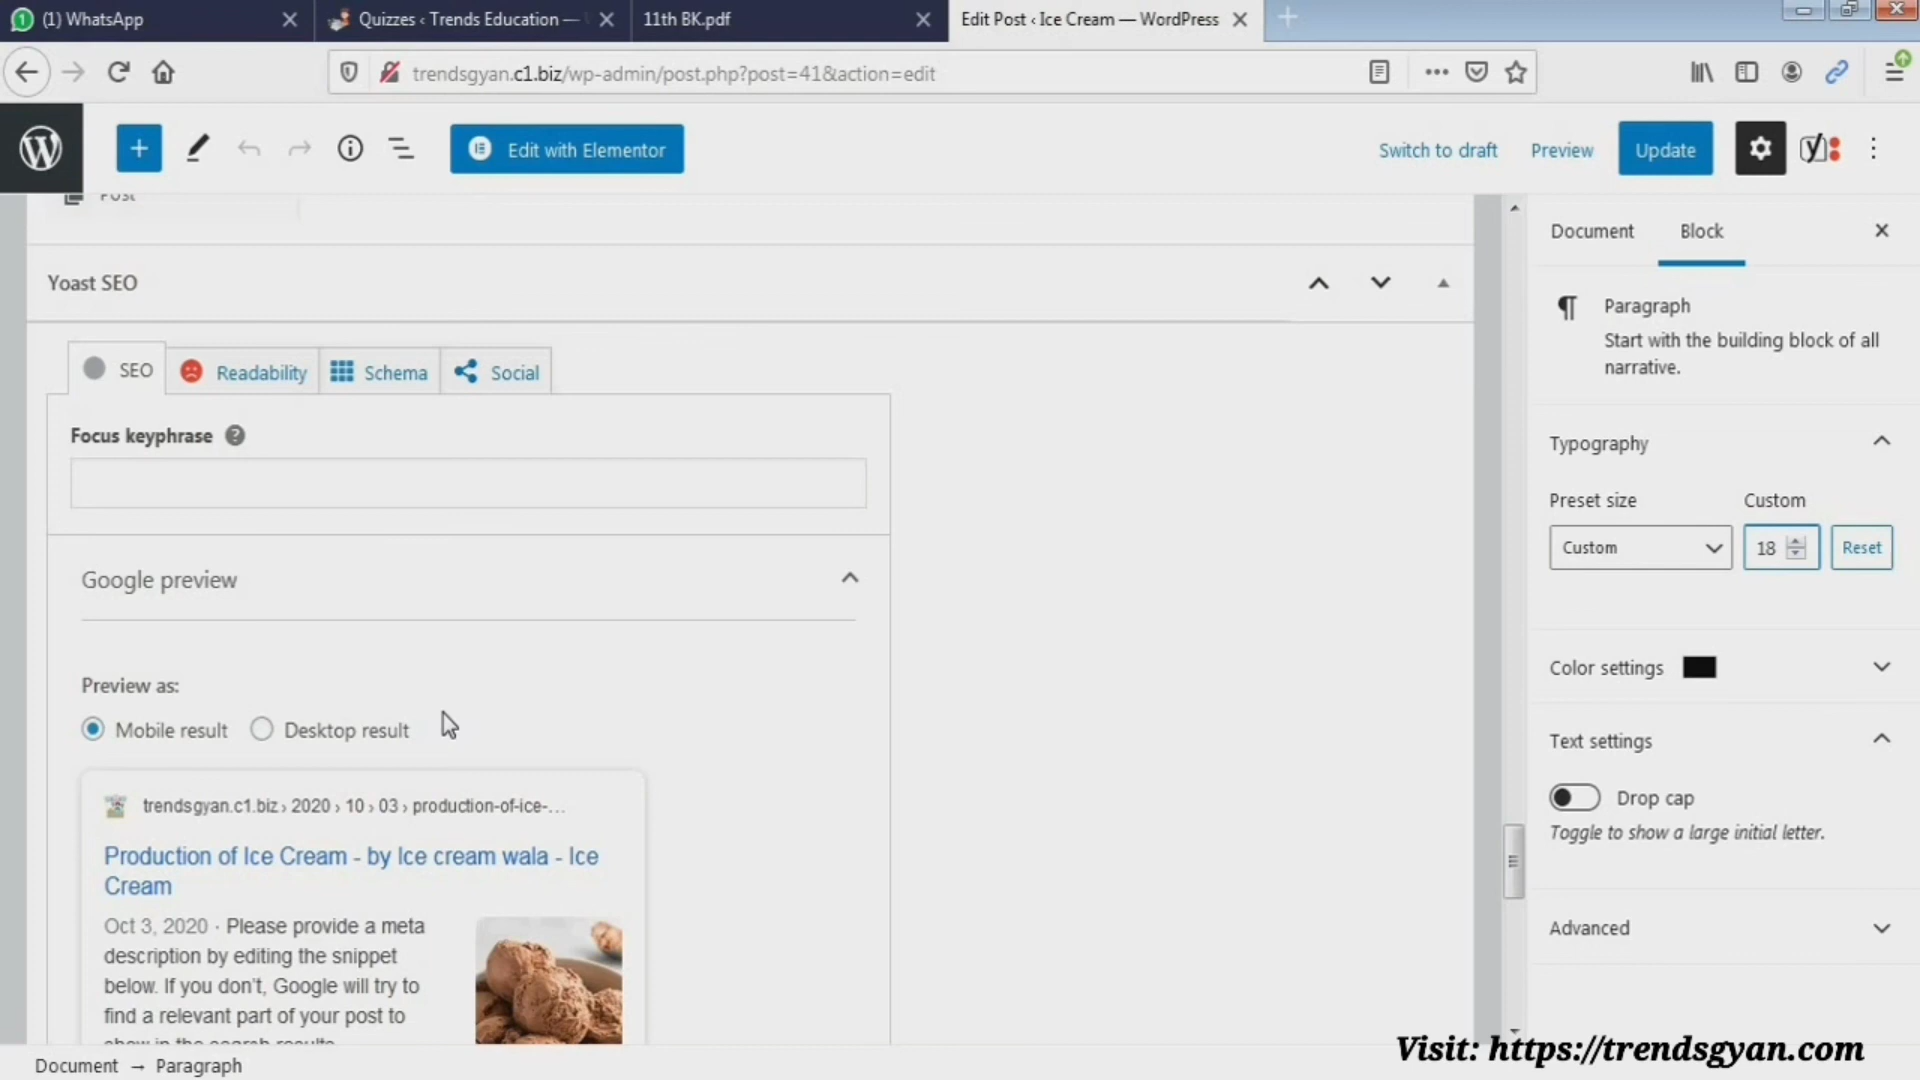 (1) WhatsApp
Quizzes ‹ Trends Education —
11th BK.pdf
Edit Post ‹ Ice Cream — WordPress
trendsgyan.c1.biz/wp-admin/post.php?post=41&action=edit
Edit with Elementor
Switch to draft
Preview
Update
Post
Document
Block
Yoast SEO
Paragraph
Start with the building block of all
narrative.
SEO
Readability
Schema
Social
Focus keyphrase
Typography
Preset size
Custom
Custom
18
Reset
Google preview
Color settings
Preview as:
Mobile result
Desktop result
Text settings
Drop cap
Toggle to show a large initial letter.
trendsgyan.c1.biz › 2020 › 10 › 03 › production-of-ice-...
Production of Ice Cream - by Ice cream wala - Ice
Cream
Oct 3, 2020 · Please provide a meta
description by editing the snippet
below. If you don't, Google will try to
find a relevant part of your post to
show in the search results.
Advanced
Visit: https://trendsgyan.com
Document → Paragraph